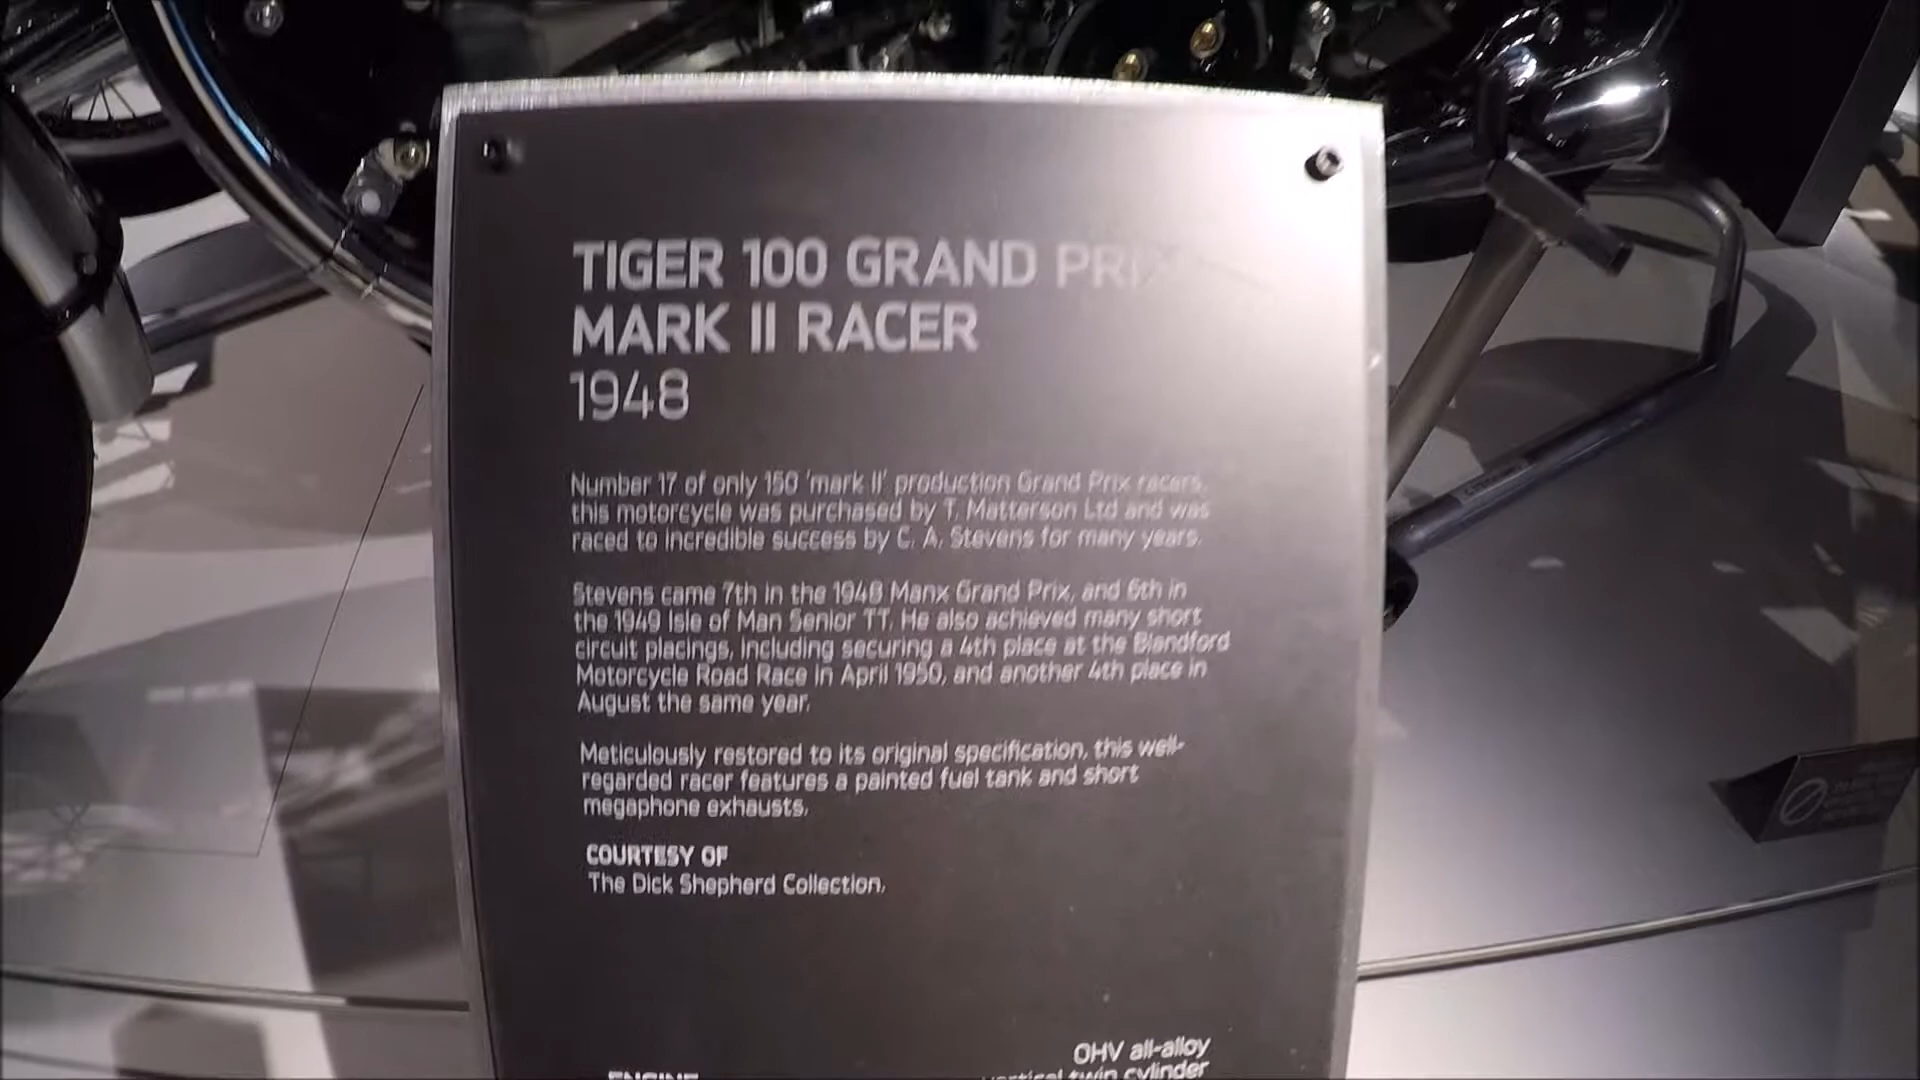 TIGER 100 GRAND PRIX
MARK II RACER
1948
Number 17 of only 150 'mark II' production Grand Prix racers,
this motorcycle was purchased by T. Matterson Ltd and was
raced to incredible success by C. A. Stevens for many years.
Stevens came 7th in the 1948 Manx Grand Prix, and 6th in
the 1949 Isle of Man Senior TT. He also achieved many short
circuit placings, including securing a 4th place at the Blandford
Motorcycle Road Race in April 1950, and another 4th place in
August the same year.
Meticulously restored to its original specification, this well-
regarded racer features a painted fuel tank and short
megaphone exhausts.
COURTESY OF
The Dick Shepherd Collection.
OHV all-alloy
ENGINE vertical twin cylinder